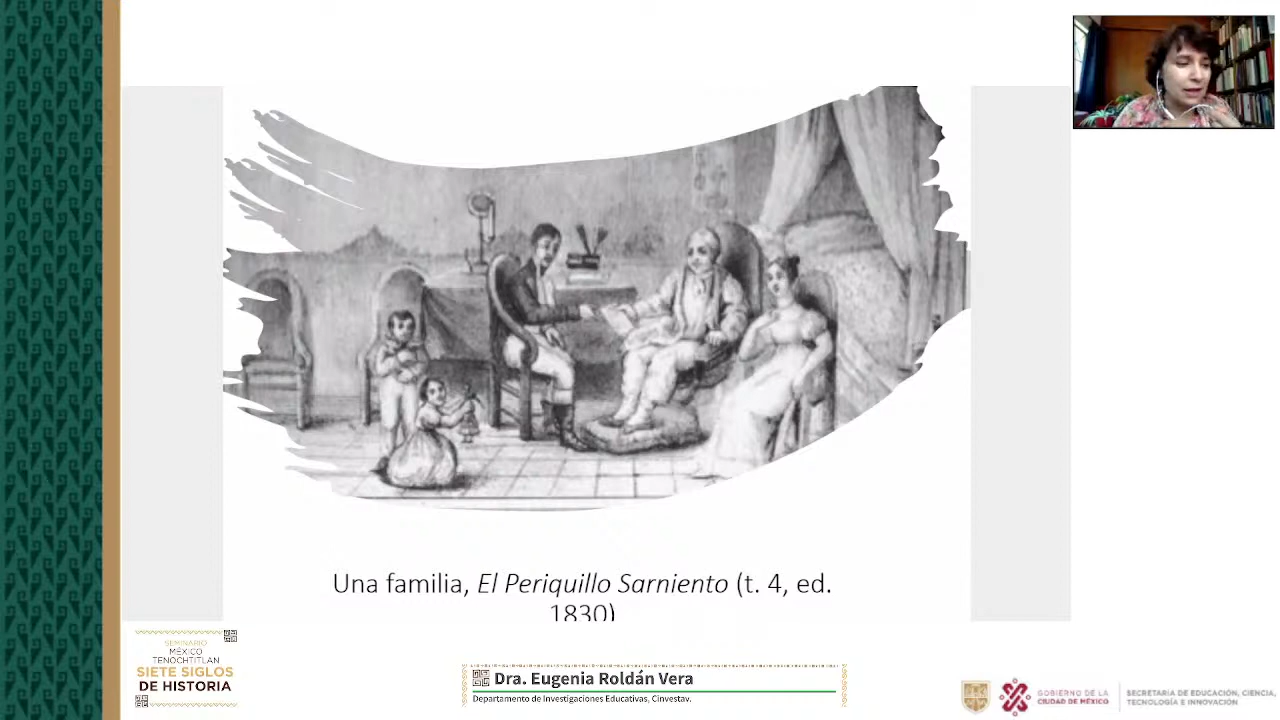 Una familia, El Periquillo Sarniento (t. 4, ed.
1830)
SEMINARIO
MÉXICO
TENOCHTITLAN
SIETE SIGLOS
DE HISTORIA
Dra. Eugenia Roldán Vera
Departamento de Investigaciones Educativas, Cinvestav.
GOBIERNO DE LA
CIUDAD DE MÉXICO
SECRETARÍA DE EDUCACIÓN, CIENCIA,
TECNOLOGÍA E INNOVACIÓN